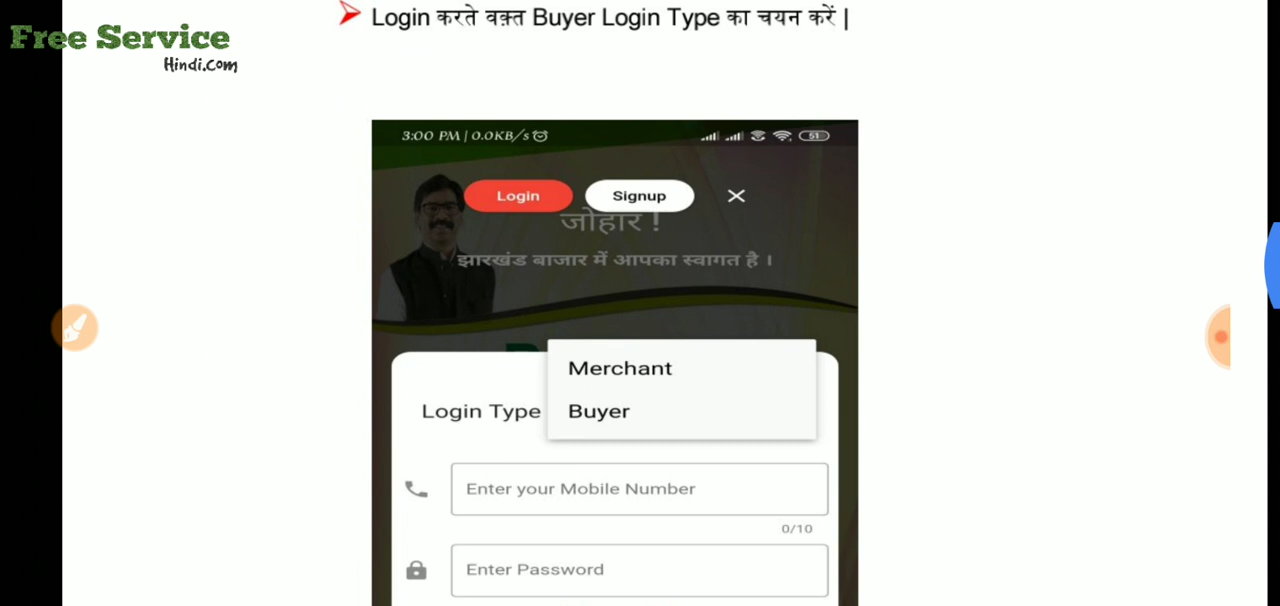 Login करते वक़्त Buyer Login Type का चयन करें |
Free Service
Hindi.Com
3:00 PM | 0.0KB/s
51
Login
Signup
जोहार !
झारखंड बाजार में आपका स्वागत है ।
Merchant
Login Type
Buyer
Enter your Mobile Number
0/10
Enter Password